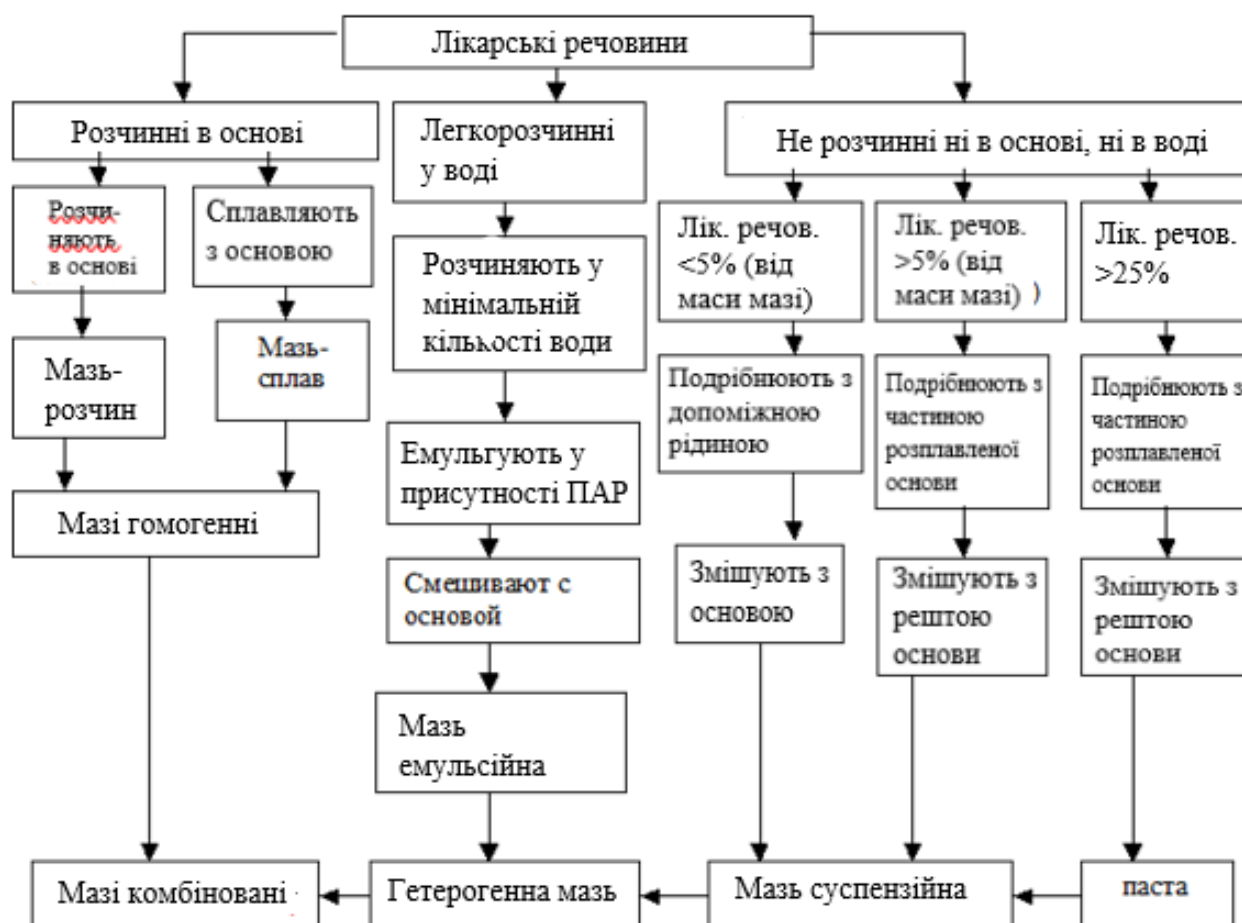 Лікарські речовини
Розчинні в основі
Легкорозчинні
у воді
Не розчинні ні в основі, ні в воді
Розчи-
няють
в основі
Сплавляють
з основою
Розчиняють у
мінімальній
кількості води
Лік. речов.
<5% (від
маси мазі)
Лік. речов.
>5% (від
маси мазі) )
Лік. речов.
>25%
Мазь-
розчин
Мазь-
сплав
Подрібнюють з
допоміжною
рідиною
Подрібнюють з
частиною
розплавленої
основи
Подрібнюють з
частиною
розплавленої
основи
Емульгують у
присутності ПАР
Мазі гомогенні
Смешивают с
основой
Змішують з
основою
Змішують з
рештою
основи
Змішують з
рештою
основи
Мазь
емульсійна
Мазі комбіновані
Гетерогенна мазь
Мазь суспензійна
паста